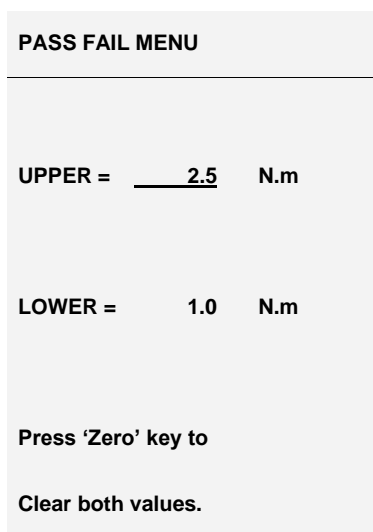 PASS FAIL MENU
UPPER = 2.5 N.m
LOWER = 1.0 N.m
Press ‘Zero’ key to
Clear both values.